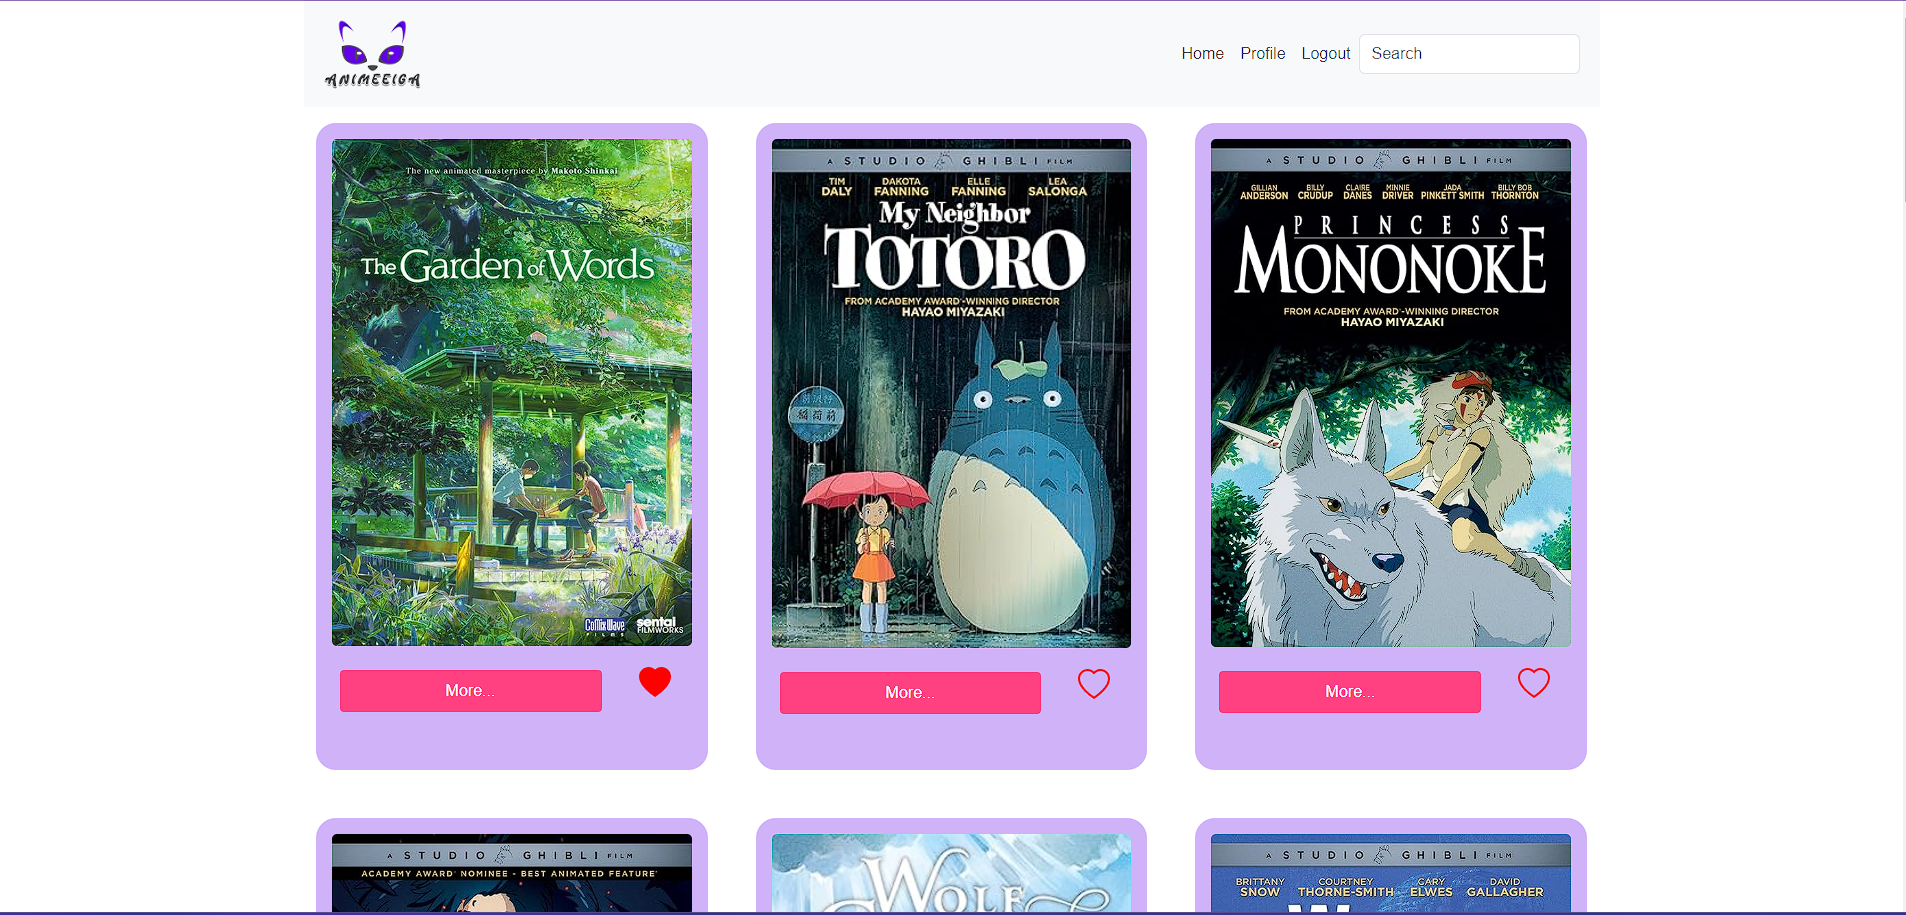 ANIMEEIGA
Home Profile Logout Search
The new animated masterpiece by Makoto Shinkai
The Garden of Words
CoMix Wave
FILMS
sentai
FILMWORKS
More...
A STUDIO GHIBLI FILM
TIM DALY
DAKOTA FANNING
ELLE FANNING
LEA SALONGA
My Neighbor
TOTORO
FROM ACADEMY AWARD-WINNING DIRECTOR
HAYAO MIYAZAKI
稲荷前
More...
A STUDIO GHIBLI FILM
GILLIAN ANDERSON
BILLY CRUDUP
CLAIRE DANES
MINNIE DRIVER
JADA PINKETT SMITH
BILLY BOB THORNTON
PRINCESS
MONONOKE
FROM ACADEMY AWARD-WINNING DIRECTOR
HAYAO MIYAZAKI
More...
A STUDIO GHIBLI FILM
ACADEMY AWARD NOMINEE - BEST ANIMATED FEATURE
WOLF
A STUDIO GHIBLI FILM
BRITTANY SNOW
COURTNEY THORNE-SMITH
CARY ELWES
DAVID GALLAGHER